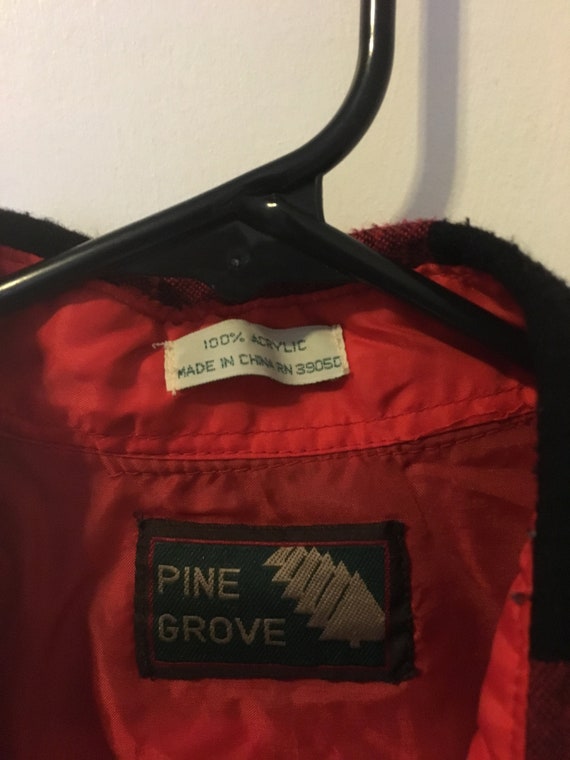 100% ACRYLIC
MADE IN CHINA RN 39050
PINE
GROVE